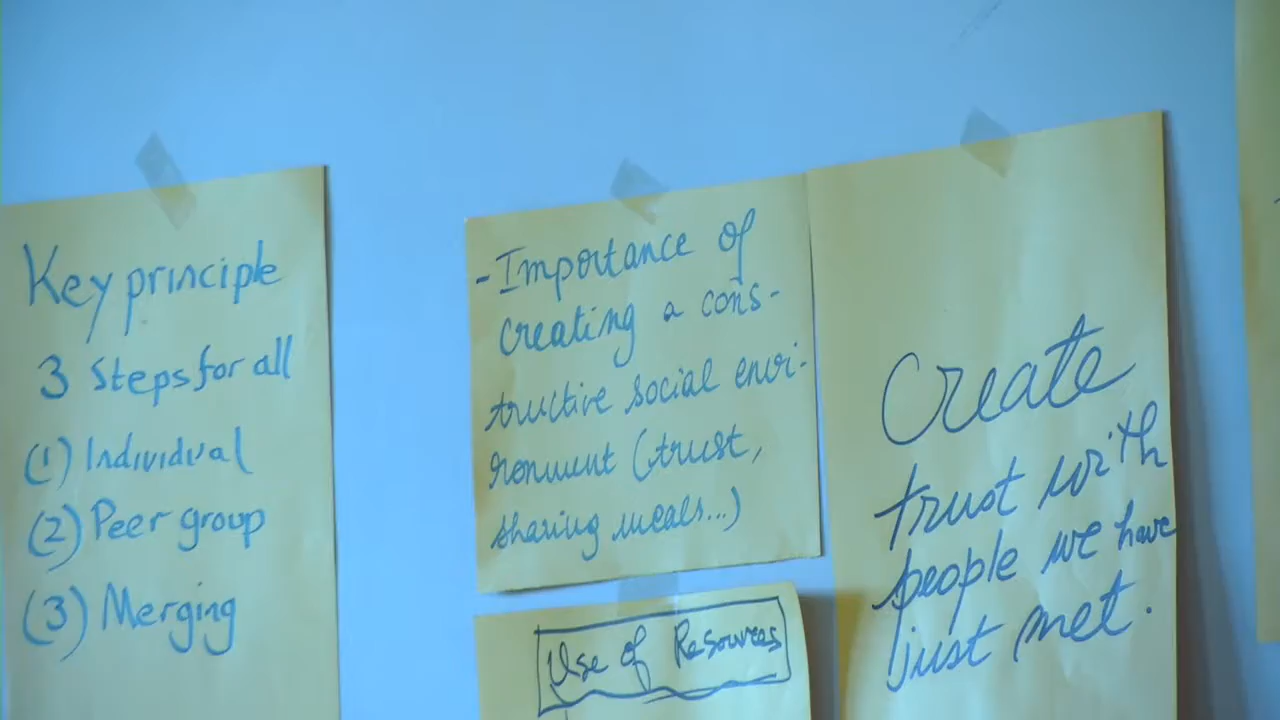 Key principle
3 Steps for all
(1) Individual
(2) Peer group
(3) Merging
- Importance of
creating a cons-
tructive social envi-
ronment (trust,
sharing meals...)
Use of Resources
Create
trust with
people we have
just met.